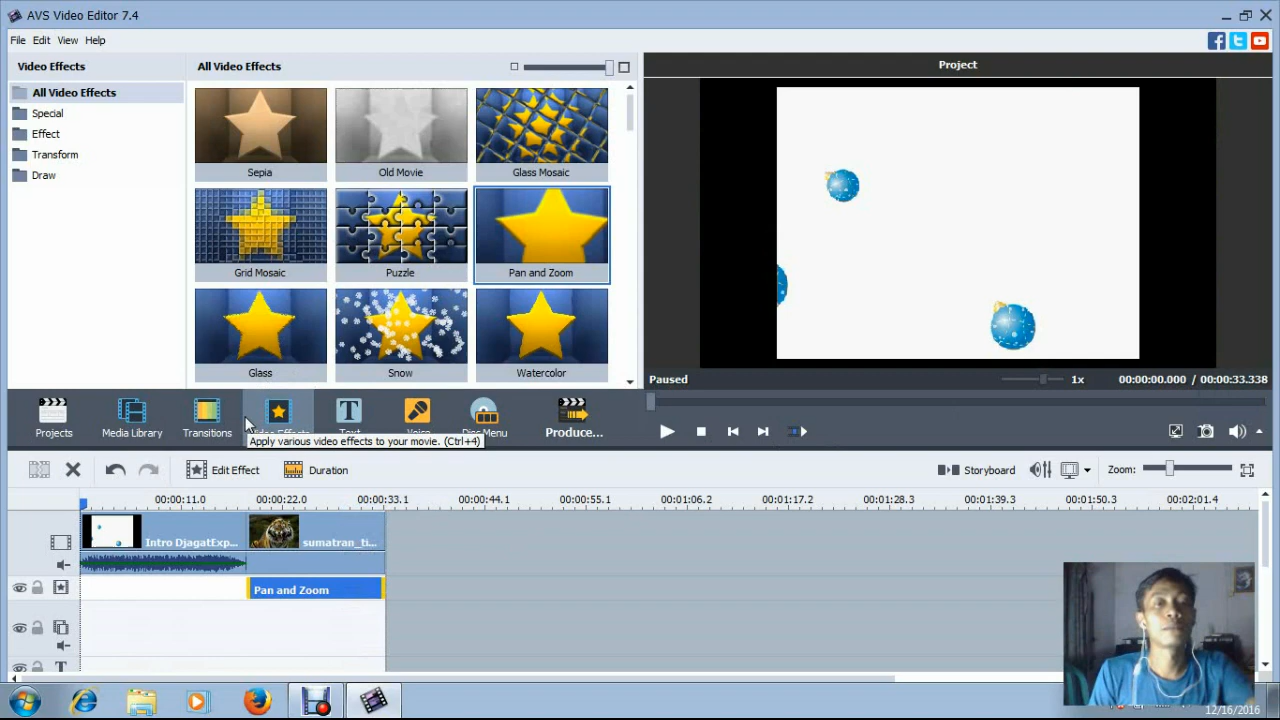 AVS Video Editor 7.4
File Edit View Help
Video Effects
All Video Effects
Project
All Video Effects
Special
Effect
Transform
Draw
Sepia
Old Movie
Glass Mosaic
Grid Mosaic
Puzzle
Pan and Zoom
Glass
Snow
Watercolor
Paused
1x
00:00:00.000 / 00:00:33.338
Projects
Media Library
Transitions
Text
Voice
Disc Menu
Produce...
Apply various video effects to your movie. (Ctrl+4)
Edit Effect
Duration
Storyboard
Zoom:
00:00:11.0 00:00:22.0 00:00:33.1 00:00:44.1 00:00:55.1 00:01:06.2 00:01:17.2 00:01:28.3 00:01:39.3 00:01:50.3 00:02:01.4
Intro DjagatExp...
sumatran_ti...
Pan and Zoom
T
12/16/2016